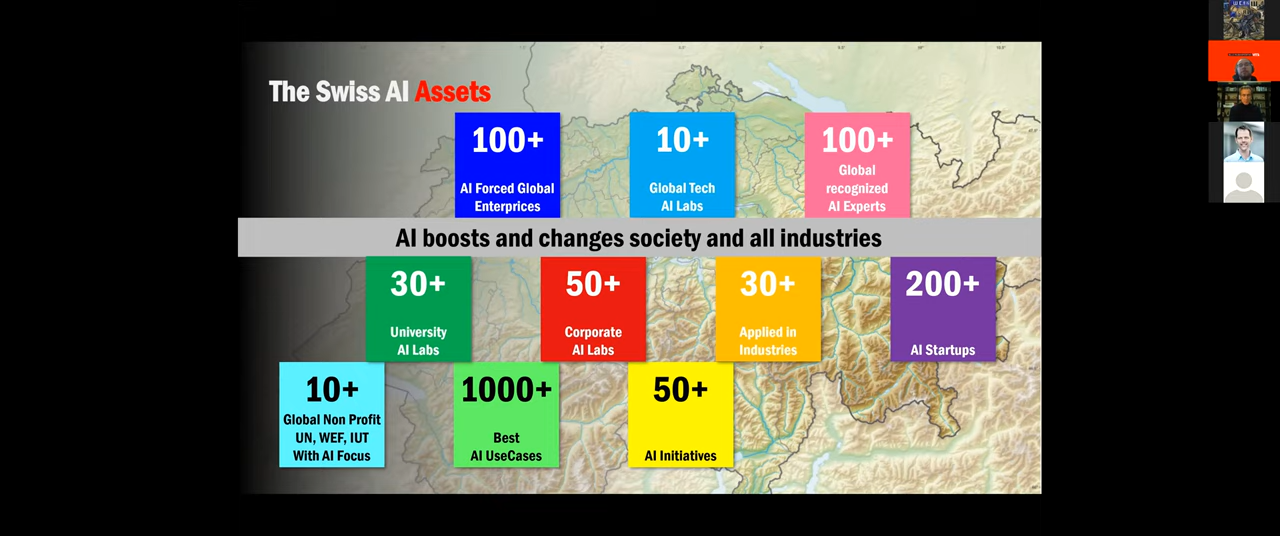 The Swiss AI Assets
100+
AI Forced Global
Enterprices
10+
Global Tech
AI Labs
100+
Global
recognized
AI Experts
AI boosts and changes society and all industries
30+
University
AI Labs
50+
Corporate
AI Labs
30+
Applied in
Industries
200+
AI Startups
10+
Global Non Profit
UN, WEF, IUT
With AI Focus
1000+
Best
AI UseCases
50+
AI Initiatives